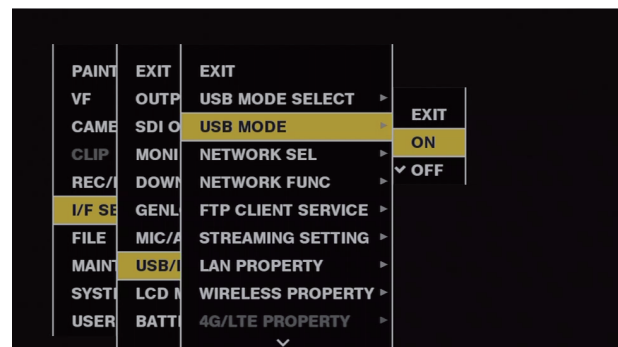 PAINT
VF
CAME
CLIP
REC/
I/F SE
FILE
MAIN
SYST
USER
EXIT
OUTP
SDI O
MONI
DOWN
GENL
MIC/A
USB/
LCD M
BATT
EXIT
USB MODE SELECT
USB MODE
NETWORK SEL
NETWORK FUNC
FTP CLIENT SERVICE
STREAMING SETTING
LAN PROPERTY
WIRELESS PROPERTY
4G/LTE PROPERTY
EXIT
ON
OFF